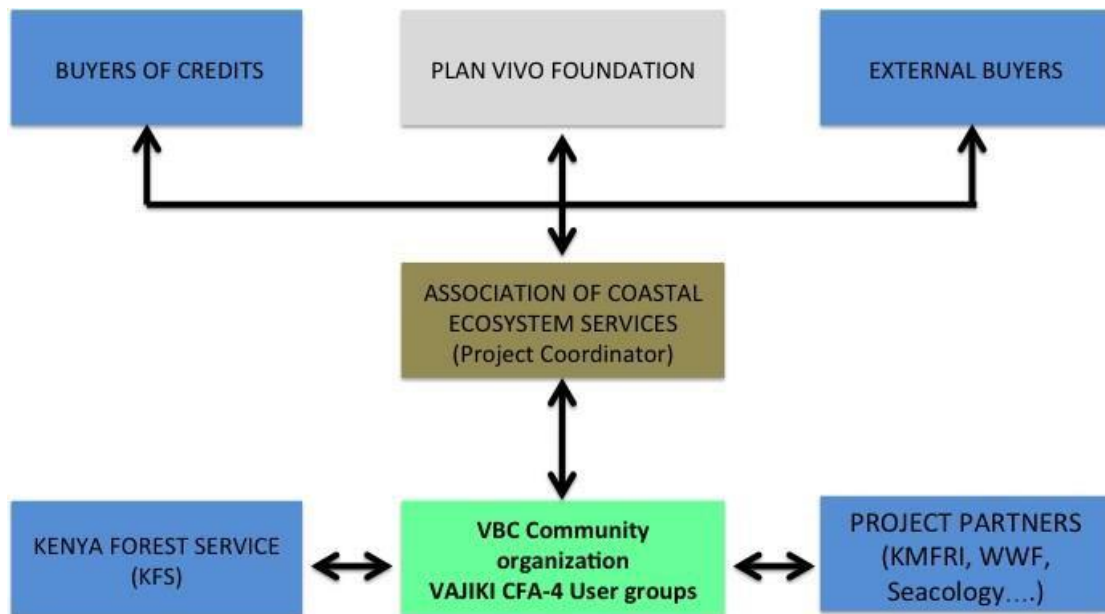 BUYERS OF CREDITS
PLAN VIVO FOUNDATION
EXTERNAL BUYERS
ASSOCIATION OF COASTAL
ECOSYSTEM SERVICES
(Project Coordinator)
KENYA FOREST SERVICE
(KFS)
VBC Community
organization
VAJIKI CFA-4 User groups
PROJECT PARTNERS
(KMFRI, WWF,
Seacology....)